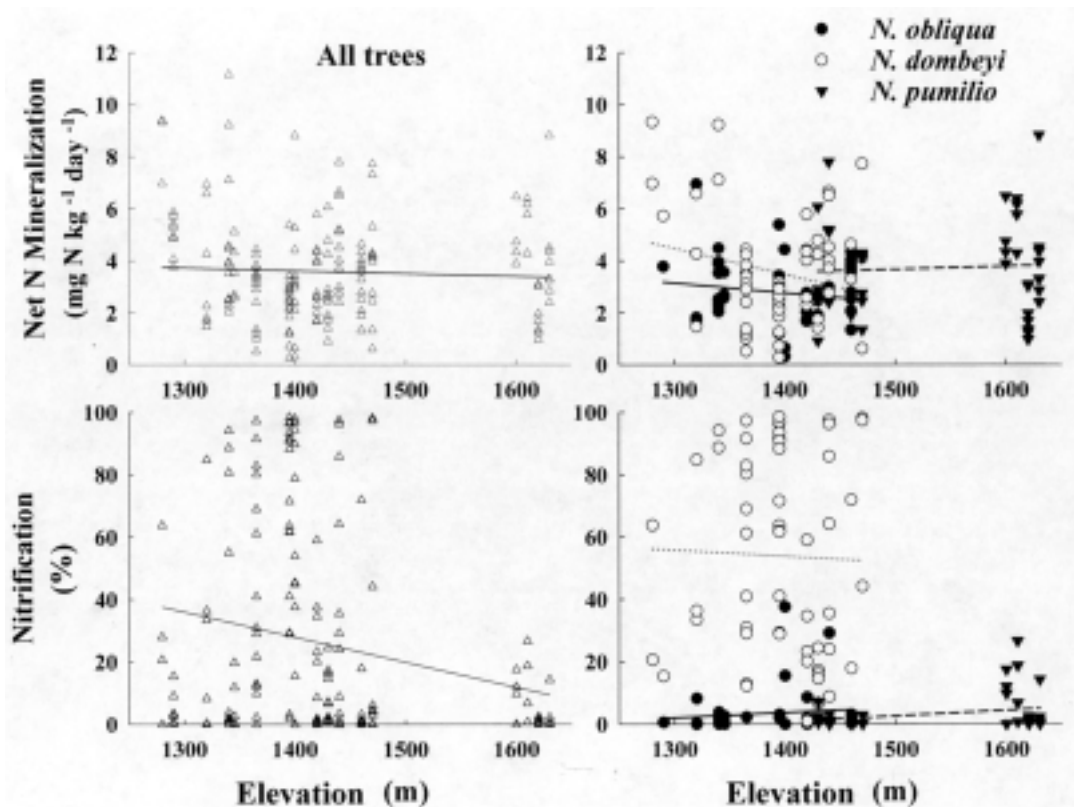 All trees
N. obliqua
N. dombeyi
N. pumilio
Net N Mineralization
(mg N kg⁻¹ day⁻¹)
12
10
8
6
4
2
0
1300 1400 1500 1600
12
10
8
6
4
2
0
1300 1400 1500 1600
Nitrification
(%)
100
80
60
40
20
0
1300 1400 1500 1600
100
80
60
40
20
0
1300 1400 1500 1600
Elevation (m)
Elevation (m)